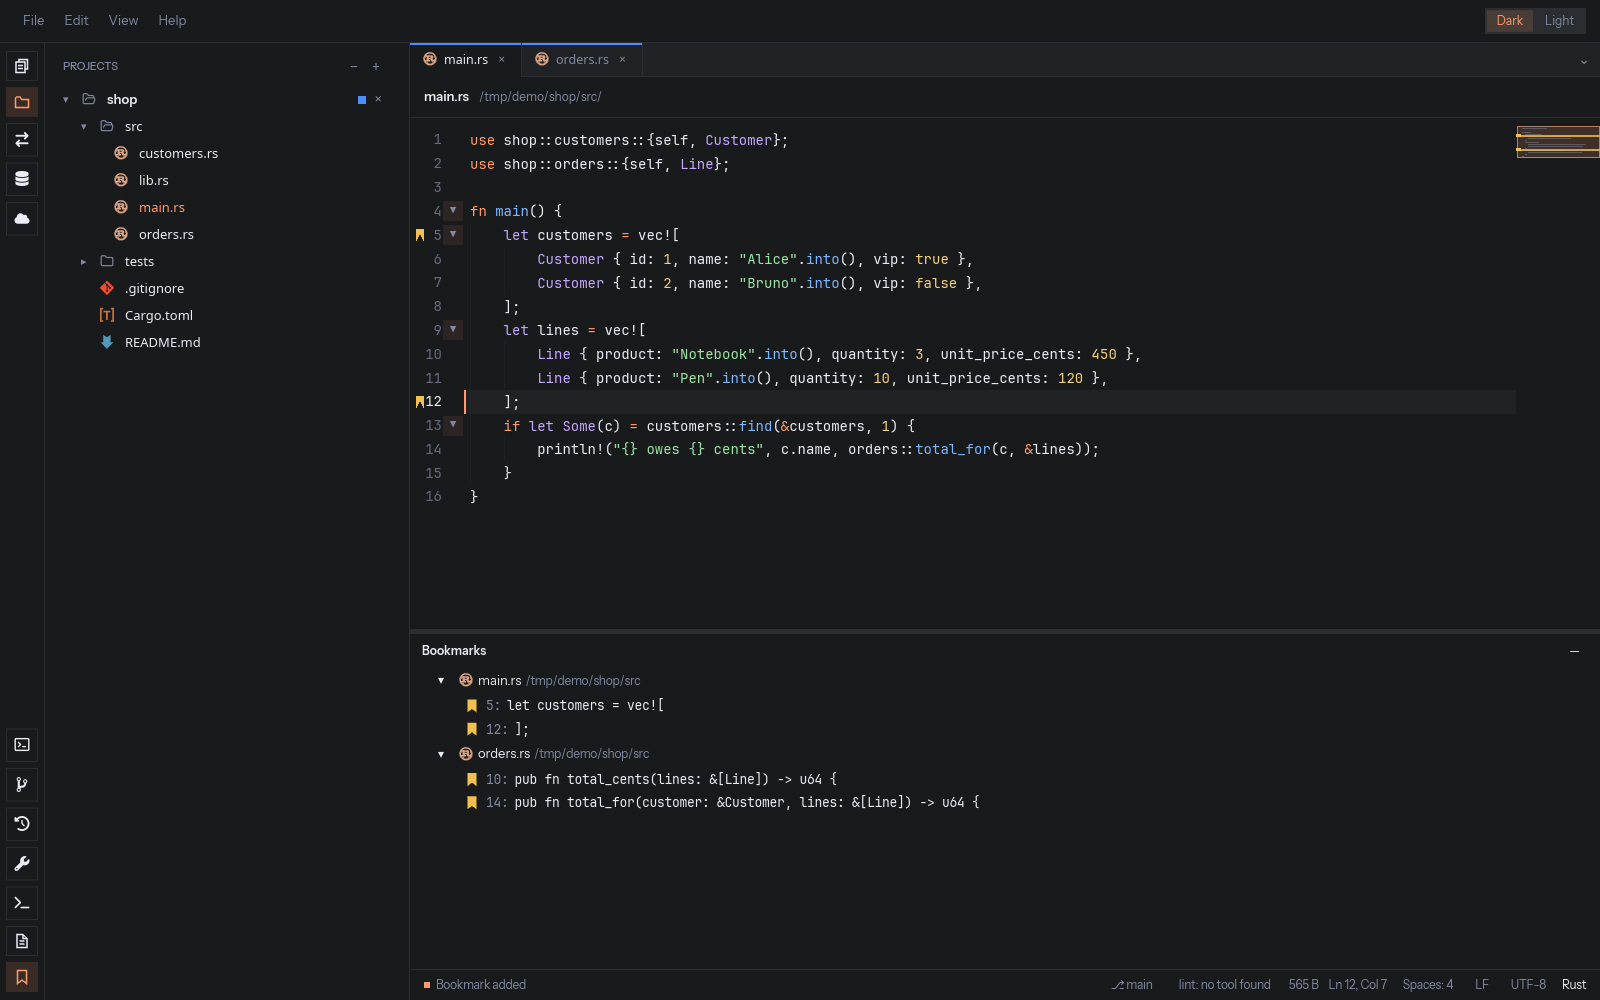 File Edit View Help Dark Light
PROJECTS
shop
src
customers.rs
lib.rs
main.rs
orders.rs
tests
.gitignore
Cargo.toml
README.md
main.rs × orders.rs ×
main.rs /tmp/demo/shop/src/
1 use shop::customers::{self, Customer};
2 use shop::orders::{self, Line};
3
4 fn main() {
5 let customers = vec![
6 Customer { id: 1, name: "Alice".into(), vip: true },
7 Customer { id: 2, name: "Bruno".into(), vip: false },
8 ];
9 let lines = vec![
10 Line { product: "Notebook".into(), quantity: 3, unit_price_cents: 450 },
11 Line { product: "Pen".into(), quantity: 10, unit_price_cents: 120 },
12 ];
13 if let Some(c) = customers::find(&customers, 1) {
14 println!("{} owes {} cents", c.name, orders::total_for(c, &lines));
15 }
16 }
Bookmarks
main.rs /tmp/demo/shop/src
5: let customers = vec![
12: ];
orders.rs /tmp/demo/shop/src
10: pub fn total_cents(lines: &[Line]) -> u64 {
14: pub fn total_for(customer: &Customer, lines: &[Line]) -> u64 {
Bookmark added main lint: no tool found 565 B Ln 12, Col 7 Spaces: 4 LF UTF-8 Rust